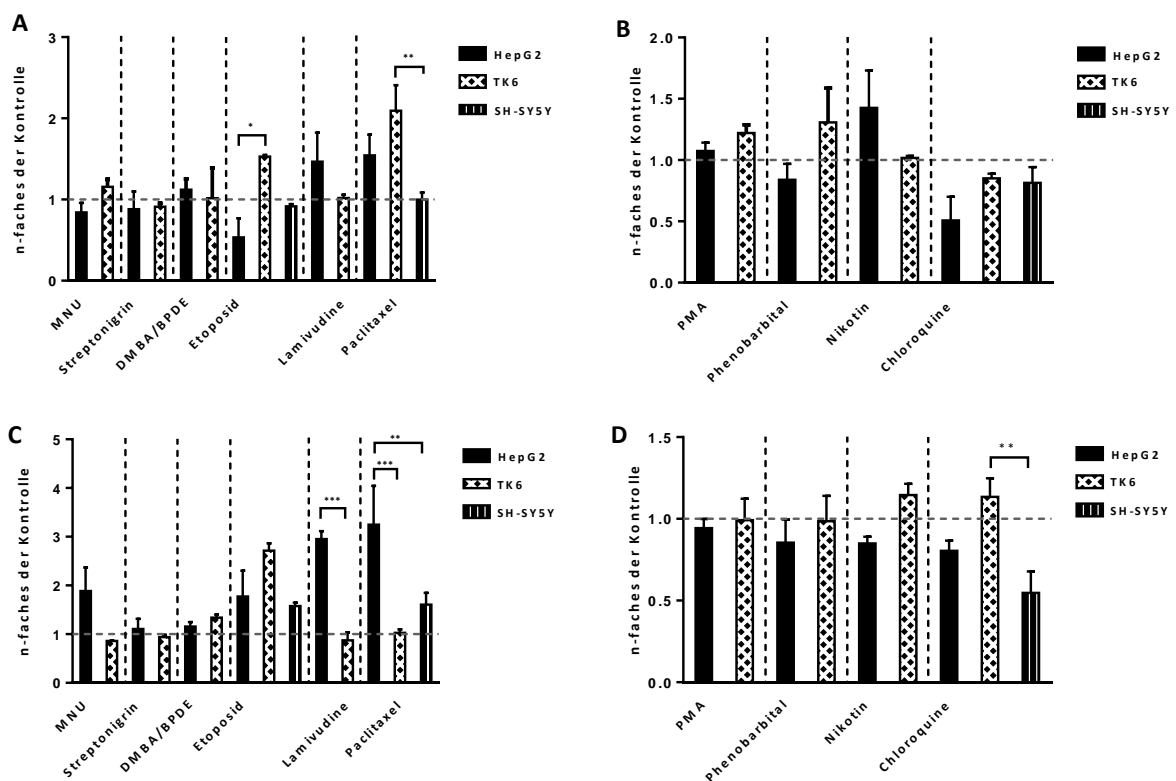 A
n-faches der Kontrolle
3
2
1
0
*
**
HepG2
TK6
SH-SY5Y
MNU
Streptonigrin
DMBA/BPDE
Etoposid
Lamivudine
Paclitaxel
B
n-faches der Kontrolle
2.0
1.5
1.0
0.5
0.0
HepG2
TK6
SH-SY5Y
PMA
Phenobarbital
Nikotin
Chloroquine
C
n-faches der Kontrolle
5
4
3
2
1
0
***
***
**
HepG2
TK6
SH-SY5Y
MNU
Streptonigrin
DMBA/BPDE
Etoposid
Lamivudine
Paclitaxel
D
n-faches der Kontrolle
1.5
1.0
0.5
0.0
**
HepG2
TK6
SH-SY5Y
PMA
Phenobarbital
Nikotin
Chloroquine